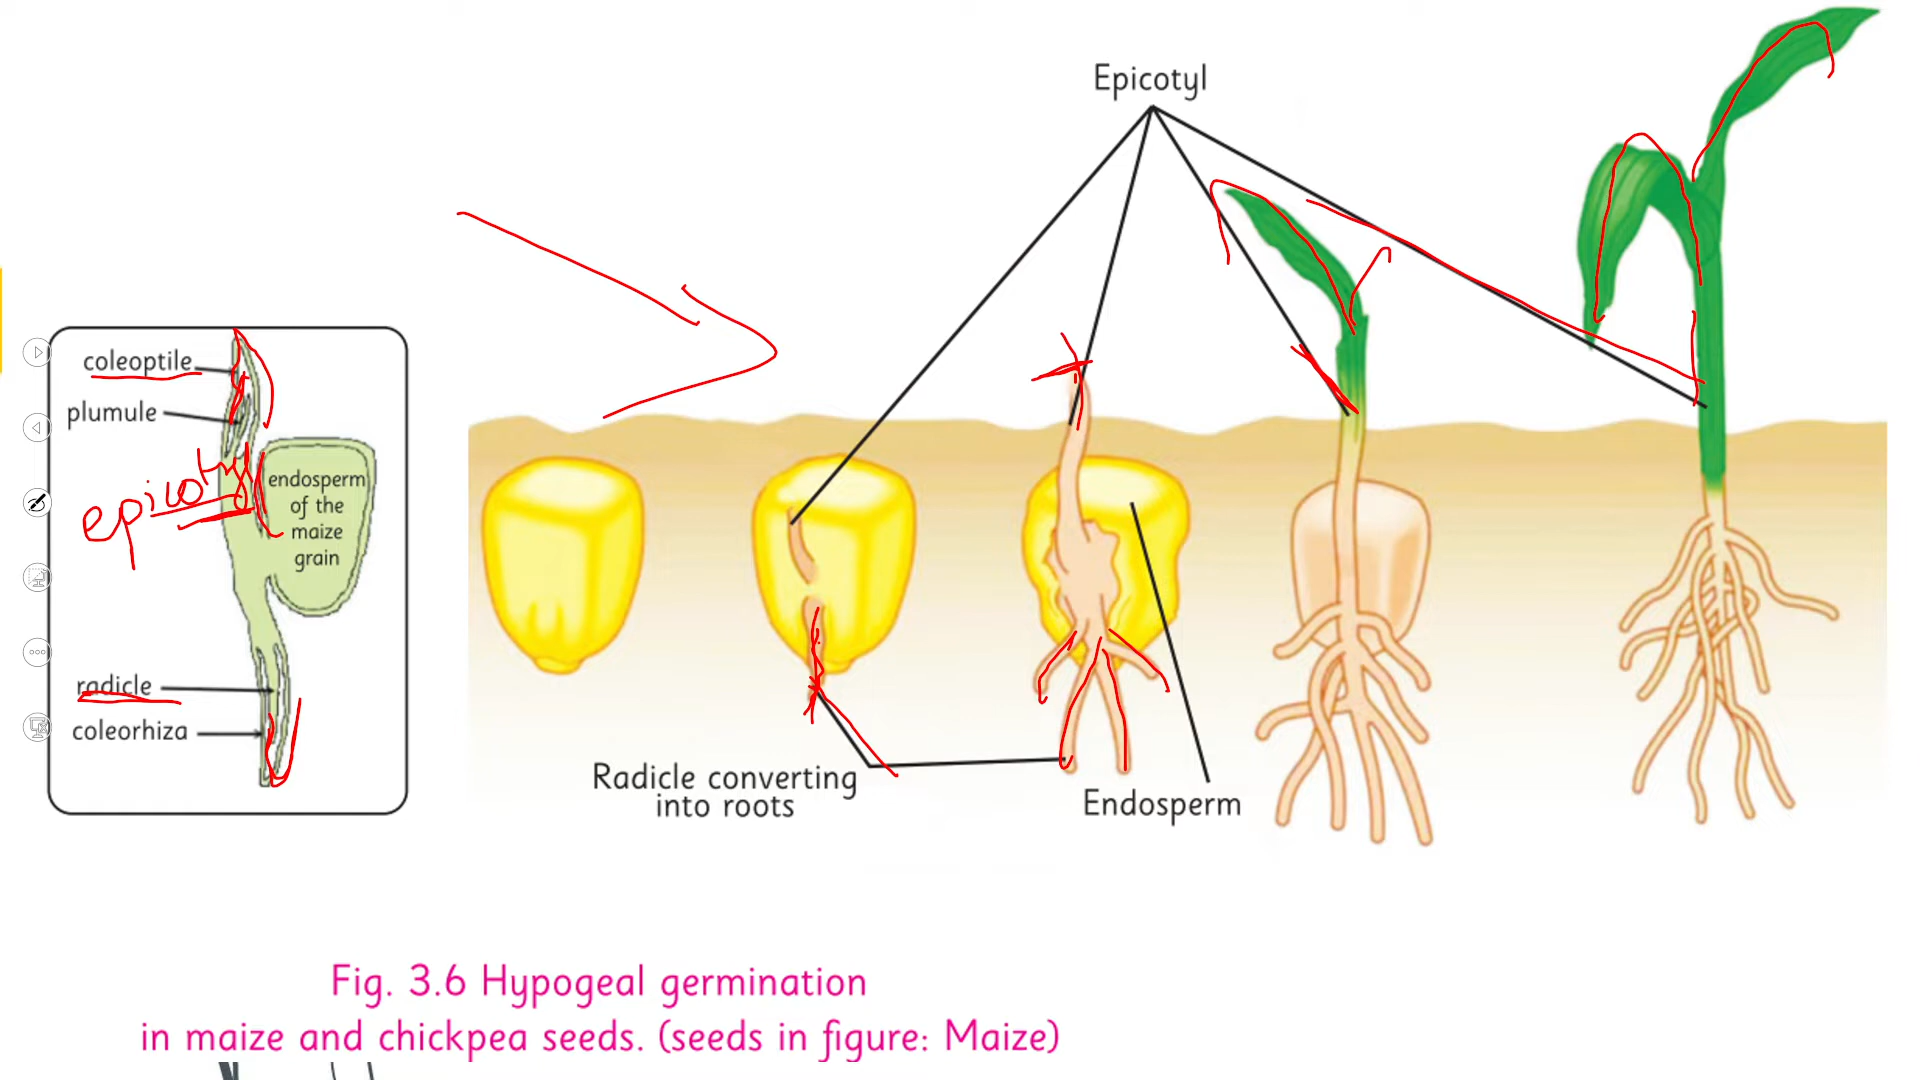 Epicotyl
coleoptile
plumule
epicotyl
endosperm
of the
maize
grain
radicle
coleorhiza
Radicle converting
into roots
Endosperm
Fig. 3.6 Hypogeal germination
in maize and chickpea seeds. (seeds in figure: Maize)